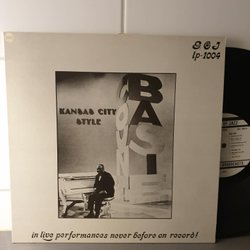 lp-1004
KANSAS CITY
STYLE
COUNT
BASIE
in live performances never before on record!